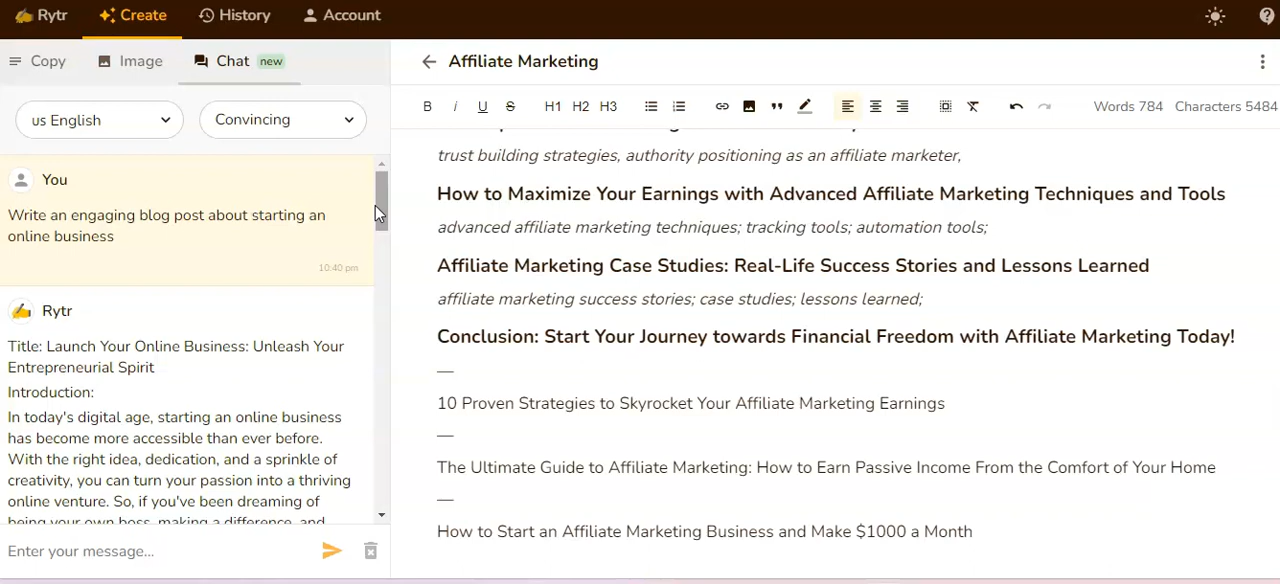 Rytr
Create
History
Account
Copy
Image
Chat new
us English
Convincing
You
Write an engaging blog post about starting an
online business
10:40 pm
Rytr
Title: Launch Your Online Business: Unleash Your
Entrepreneurial Spirit
Introduction:
In today's digital age, starting an online business
has become more accessible than ever before.
With the right idea, dedication, and a sprinkle of
creativity, you can turn your passion into a thriving
online venture. So, if you've been dreaming of
being your own boss, making a difference, and
Enter your message...
Affiliate Marketing
B i U S H1 H2 H3
Words 784 Characters 5484
trust building strategies, authority positioning as an affiliate marketer,
How to Maximize Your Earnings with Advanced Affiliate Marketing Techniques and Tools
advanced affiliate marketing techniques; tracking tools; automation tools;
Affiliate Marketing Case Studies: Real-Life Success Stories and Lessons Learned
affiliate marketing success stories; case studies; lessons learned;
Conclusion: Start Your Journey towards Financial Freedom with Affiliate Marketing Today!
—
10 Proven Strategies to Skyrocket Your Affiliate Marketing Earnings
—
The Ultimate Guide to Affiliate Marketing: How to Earn Passive Income From the Comfort of Your Home
—
How to Start an Affiliate Marketing Business and Make $1000 a Month